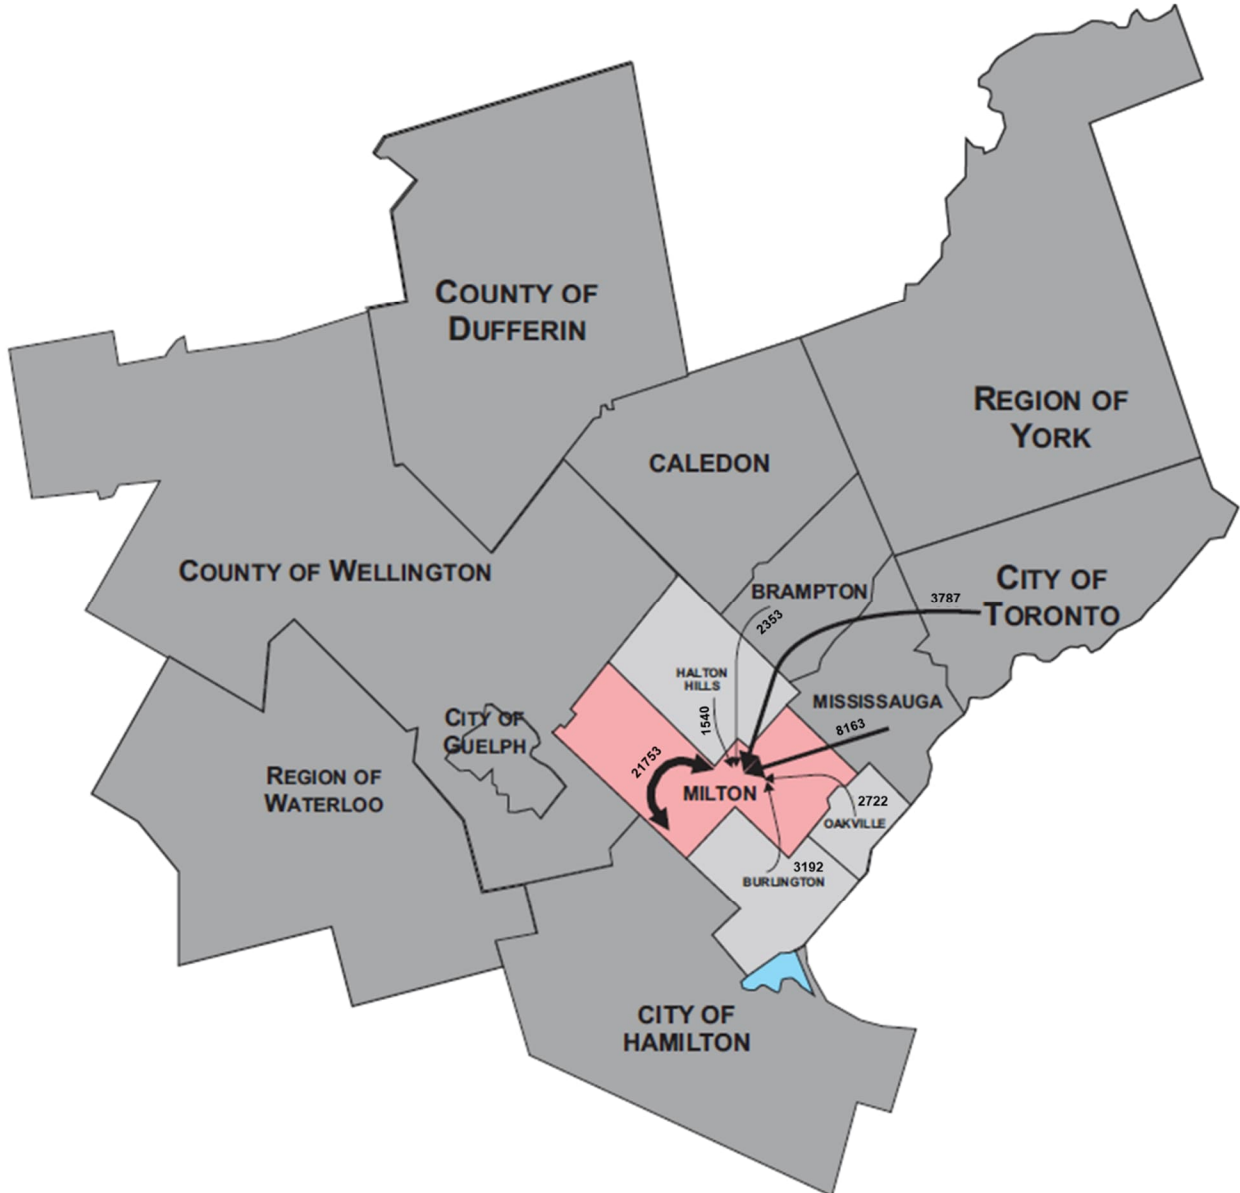 COUNTY OF
DUFFERIN
REGION OF
YORK
CALEDON
COUNTY OF WELLINGTON
BRAMPTON
CITY OF
TORONTO
3787
2353
HALTON
HILLS
MISSISSAUGA
1540
8163
CITY OF
GUELPH
21753
REGION OF
WATERLOO
MILTON
2722
OAKVILLE
3192
BURLINGTON
CITY OF
HAMILTON